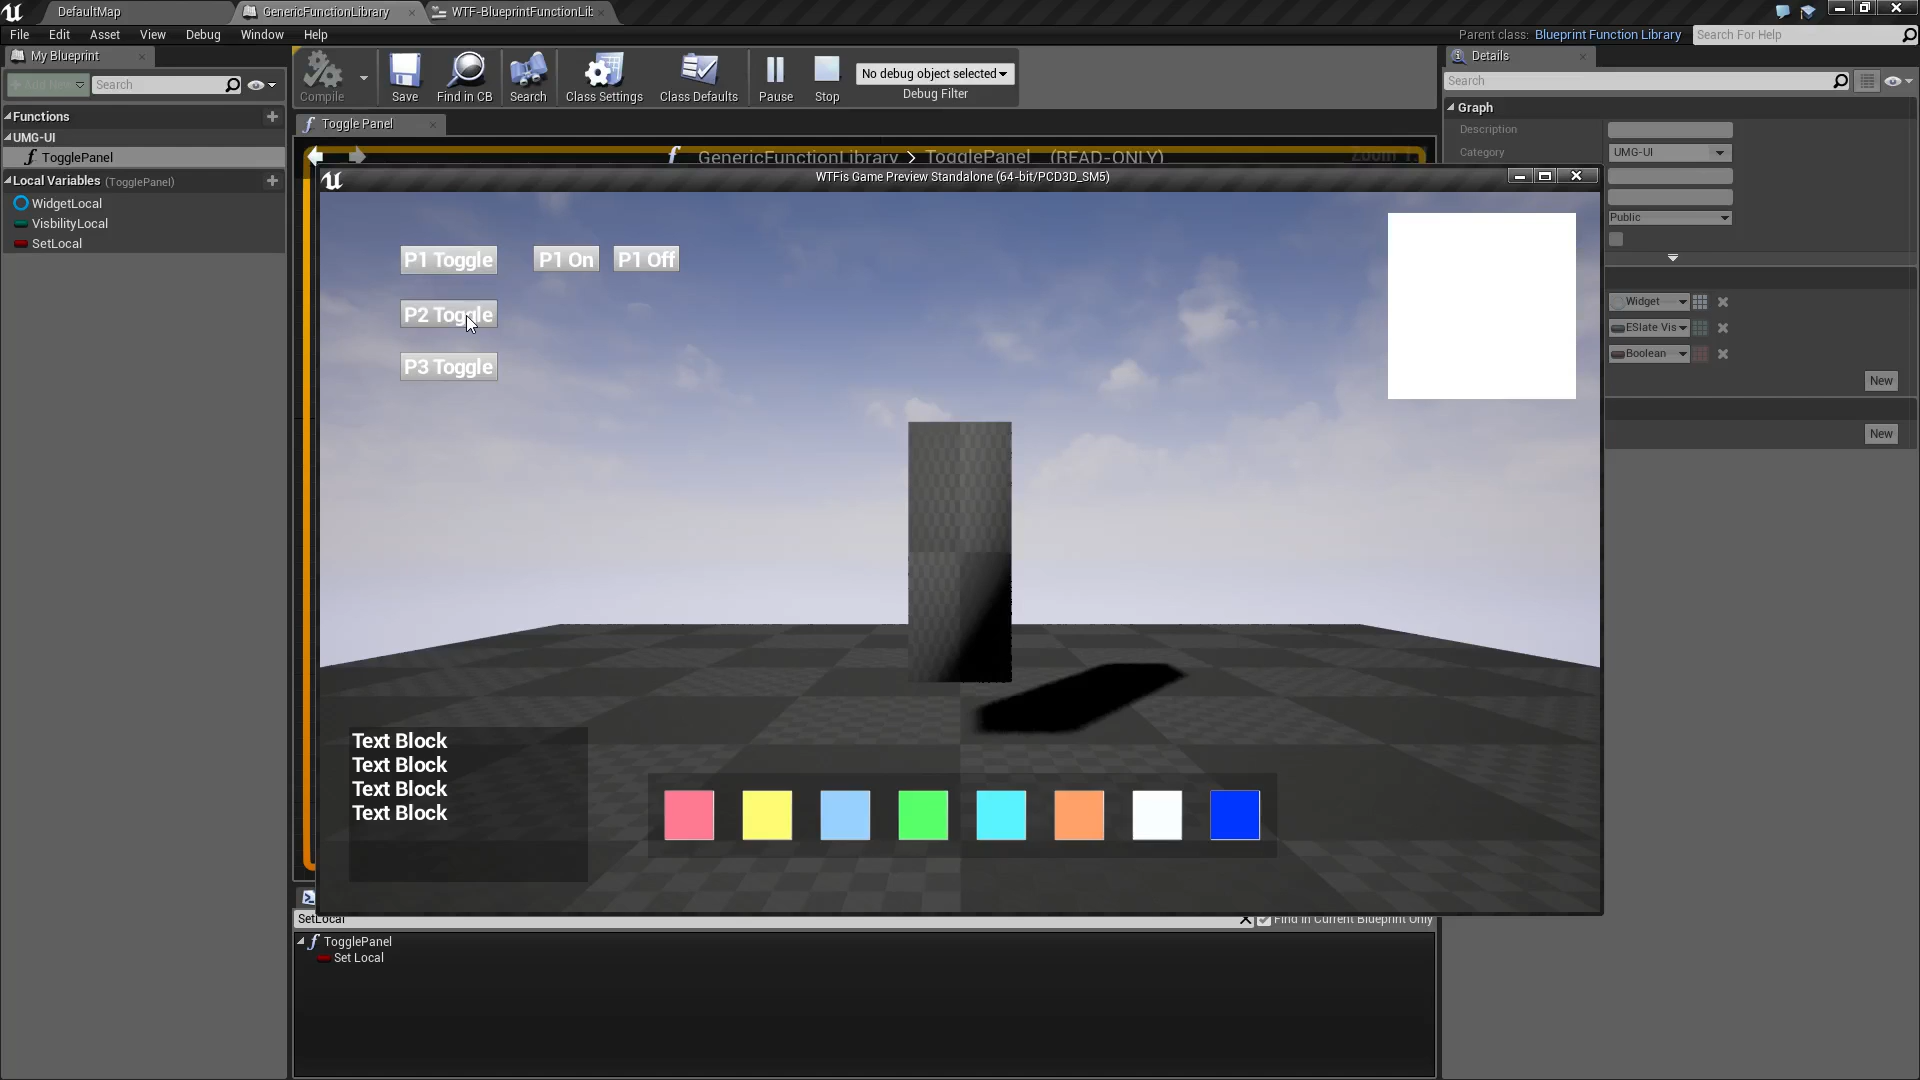 DefaultMap
GenericFunctionLibrary
WTF-BlueprintFunctionLib
File Edit Asset View Debug Window Help
Parent class: Blueprint Function Library
Search For Help
My Blueprint
Search
Functions
UMG-UI
TogglePanel
Local Variables (TogglePanel)
WidgetLocal
VisbilityLocal
SetLocal
Compile
Save
Find in CB
Search
Class Settings
Class Defaults
Pause
Stop
No debug object selected
Debug Filter
Toggle Panel
GenericFunctionLibrary > TogglePanel (READ-ONLY)
WTFis Game Preview Standalone (64-bit/PCD3D_SM5)
P1 Toggle
P1 On
P1 Off
P2 Toggle
P3 Toggle
Text Block
Text Block
Text Block
Text Block
Details
Search
Graph
Description
Category
UMG-UI
Public
Widget
ESlate Vis
Boolean
New
New
SetLocal
Find in Current Blueprint Only
TogglePanel
Set Local